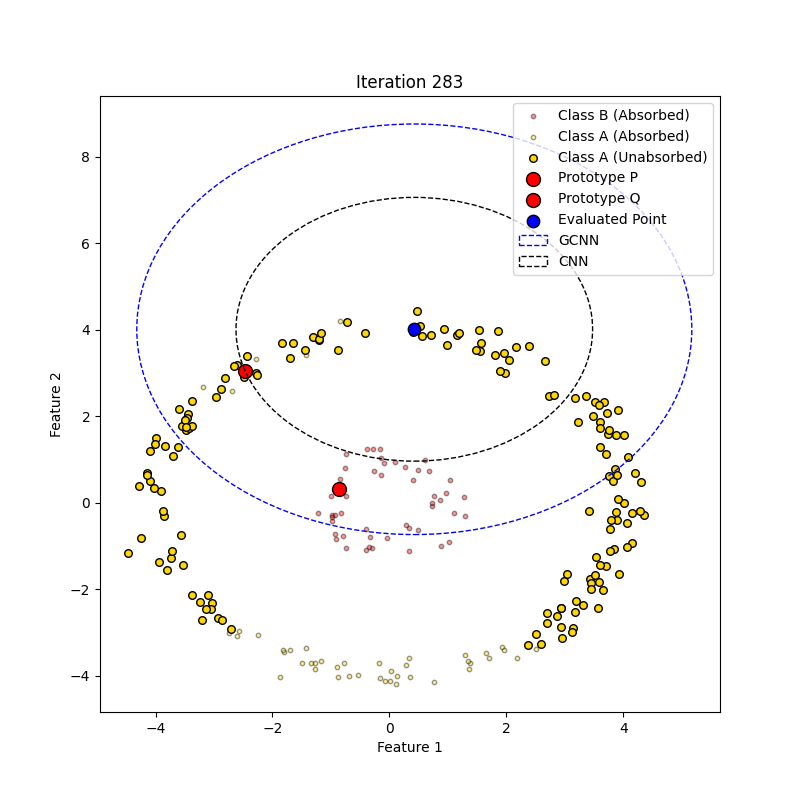 Iteration 283
Class B (Absorbed)
Class A (Absorbed)
Class A (Unabsorbed)
Prototype P
Prototype Q
Evaluated Point
GCNN
CNN
8
6
4
2
0
−2
−4
Feature 2
−4 −2 0 2 4
Feature 1